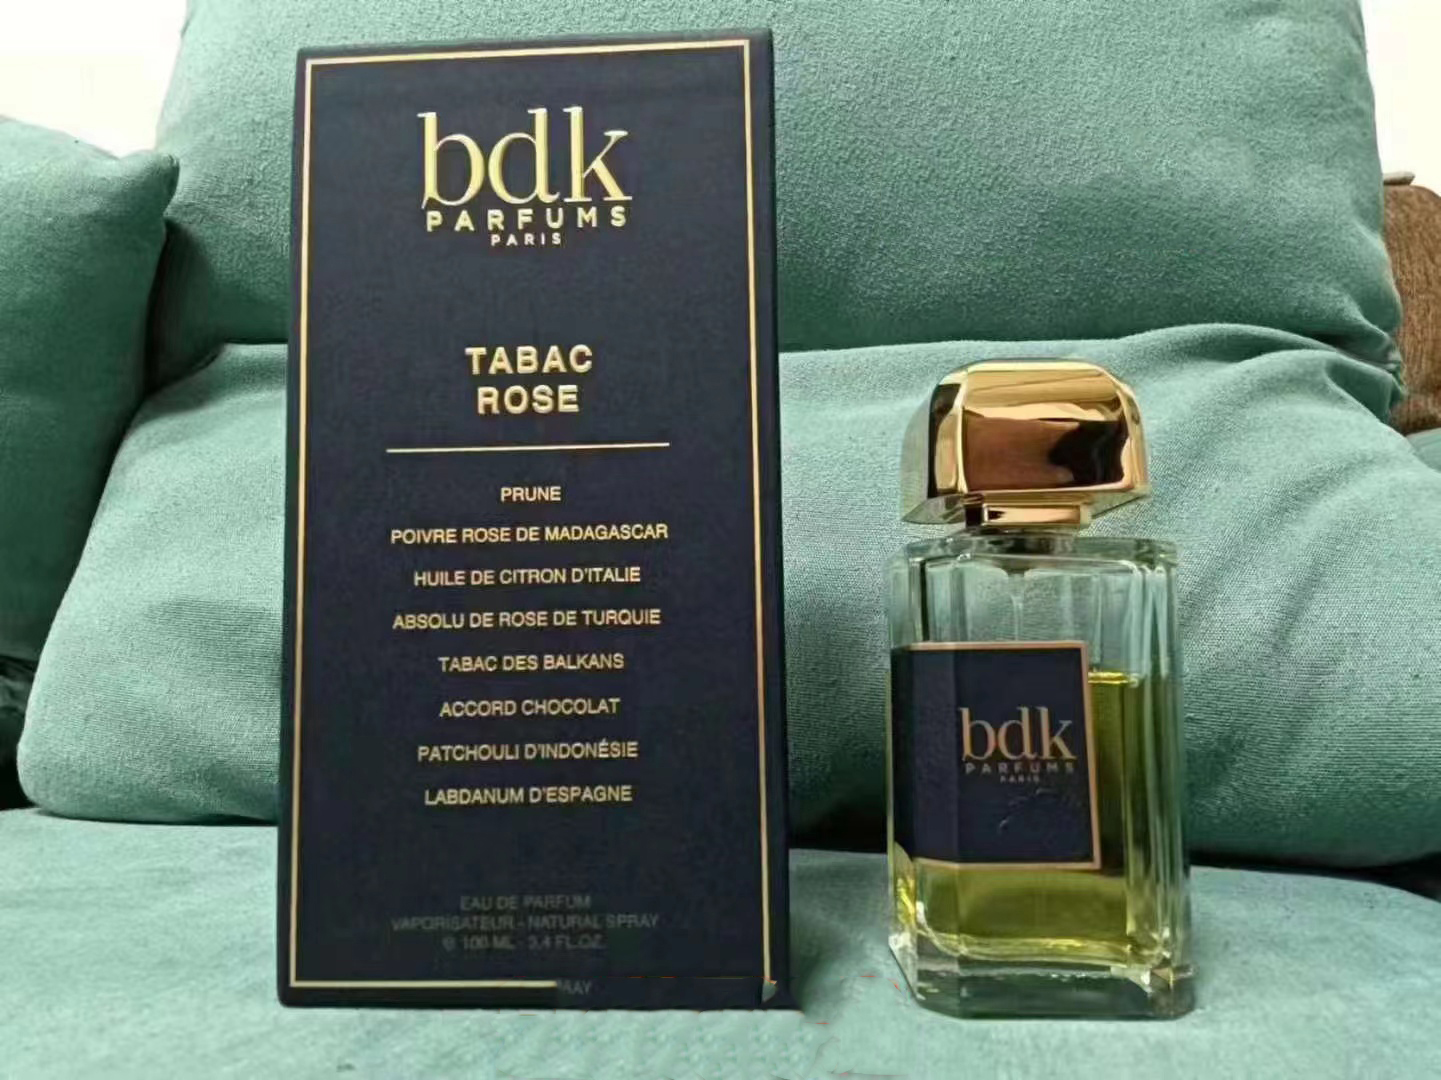 bdk
PARFUMS
PARIS
TABAC
ROSE
PRUNE
POIVRE ROSE DE MADAGASCAR
HUILE DE CITRON D'ITALIE
ABSOLU DE ROSE DE TURQUIE
TABAC DES BALKANS
ACCORD CHOCOLAT
PATCHOULI D'INDONÉSIE
LABDANUM D'ESPAGNE
EAU DE PARFUM
VAPORISATEUR - NATURAL SPRAY
℮ 100 ML - 3,4 FL.OZ.
bdk
PARFUMS
PARIS